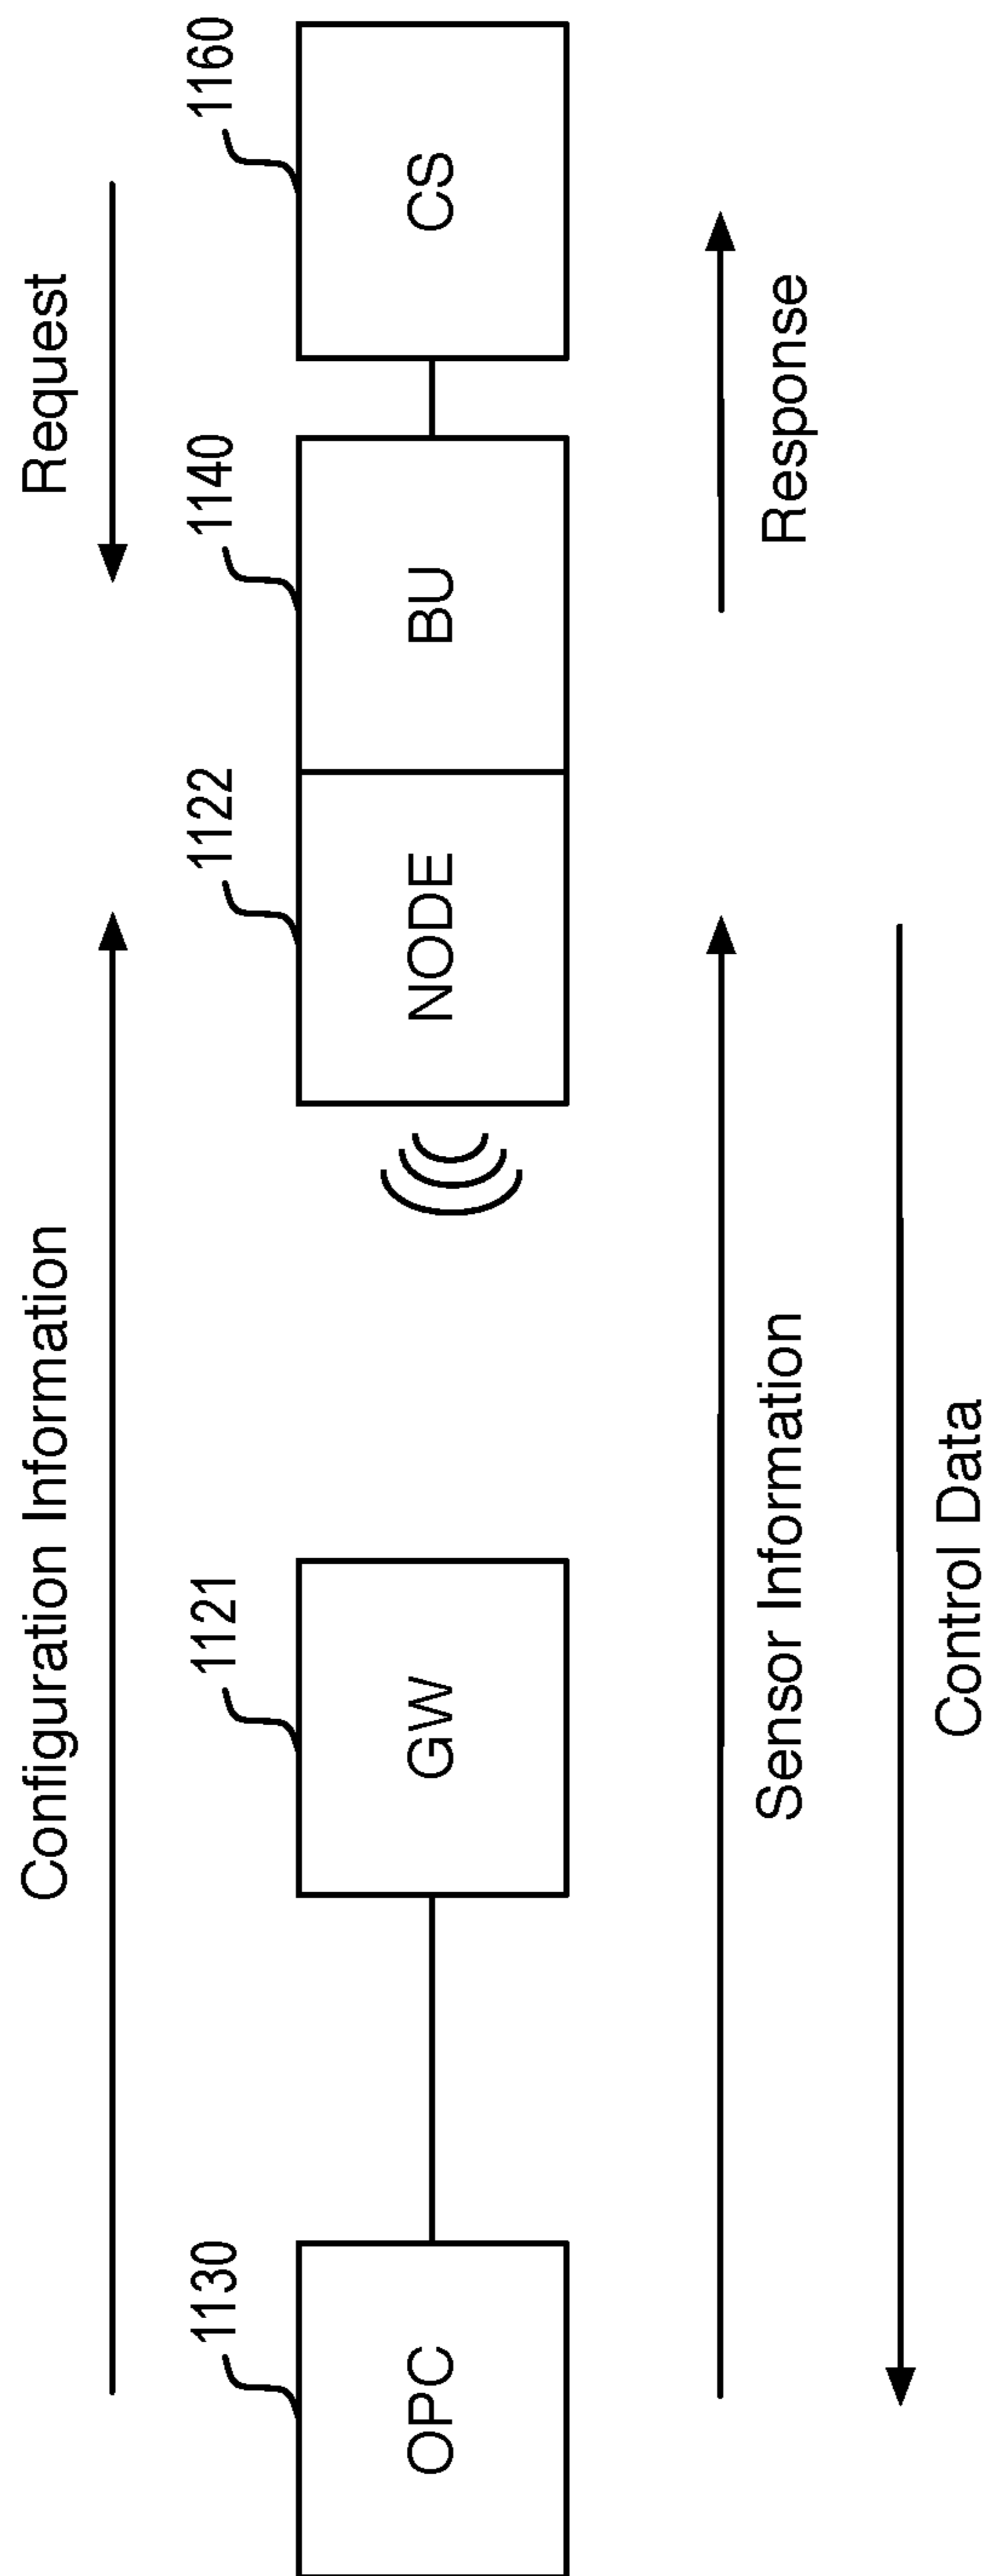 Configuration Information
Request
1130
1121
1122
1140
1160
OPC
GW
NODE
BU
CS
Sensor Information
Response
Control Data